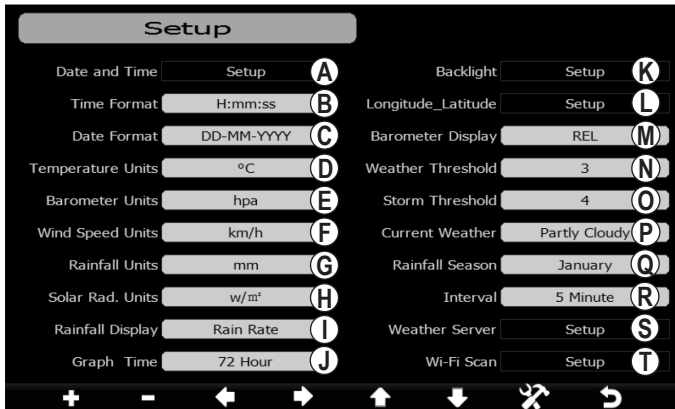 Setup
Date and Time Setup A
Time Format H:mm:ss B
Date Format DD-MM-YYYY C
Temperature Units °C D
Barometer Units hpa E
Wind Speed Units km/h F
Rainfall Units mm G
Solar Rad. Units w/m² H
Rainfall Display Rain Rate I
Graph Time 72 Hour J
Backlight Setup K
Longitude_Latitude Setup L
Barometer Display REL M
Weather Threshold 3 N
Storm Threshold 4 O
Current Weather Partly Cloudy P
Rainfall Season January Q
Interval 5 Minute R
Weather Server Setup S
Wi-Fi Scan Setup T